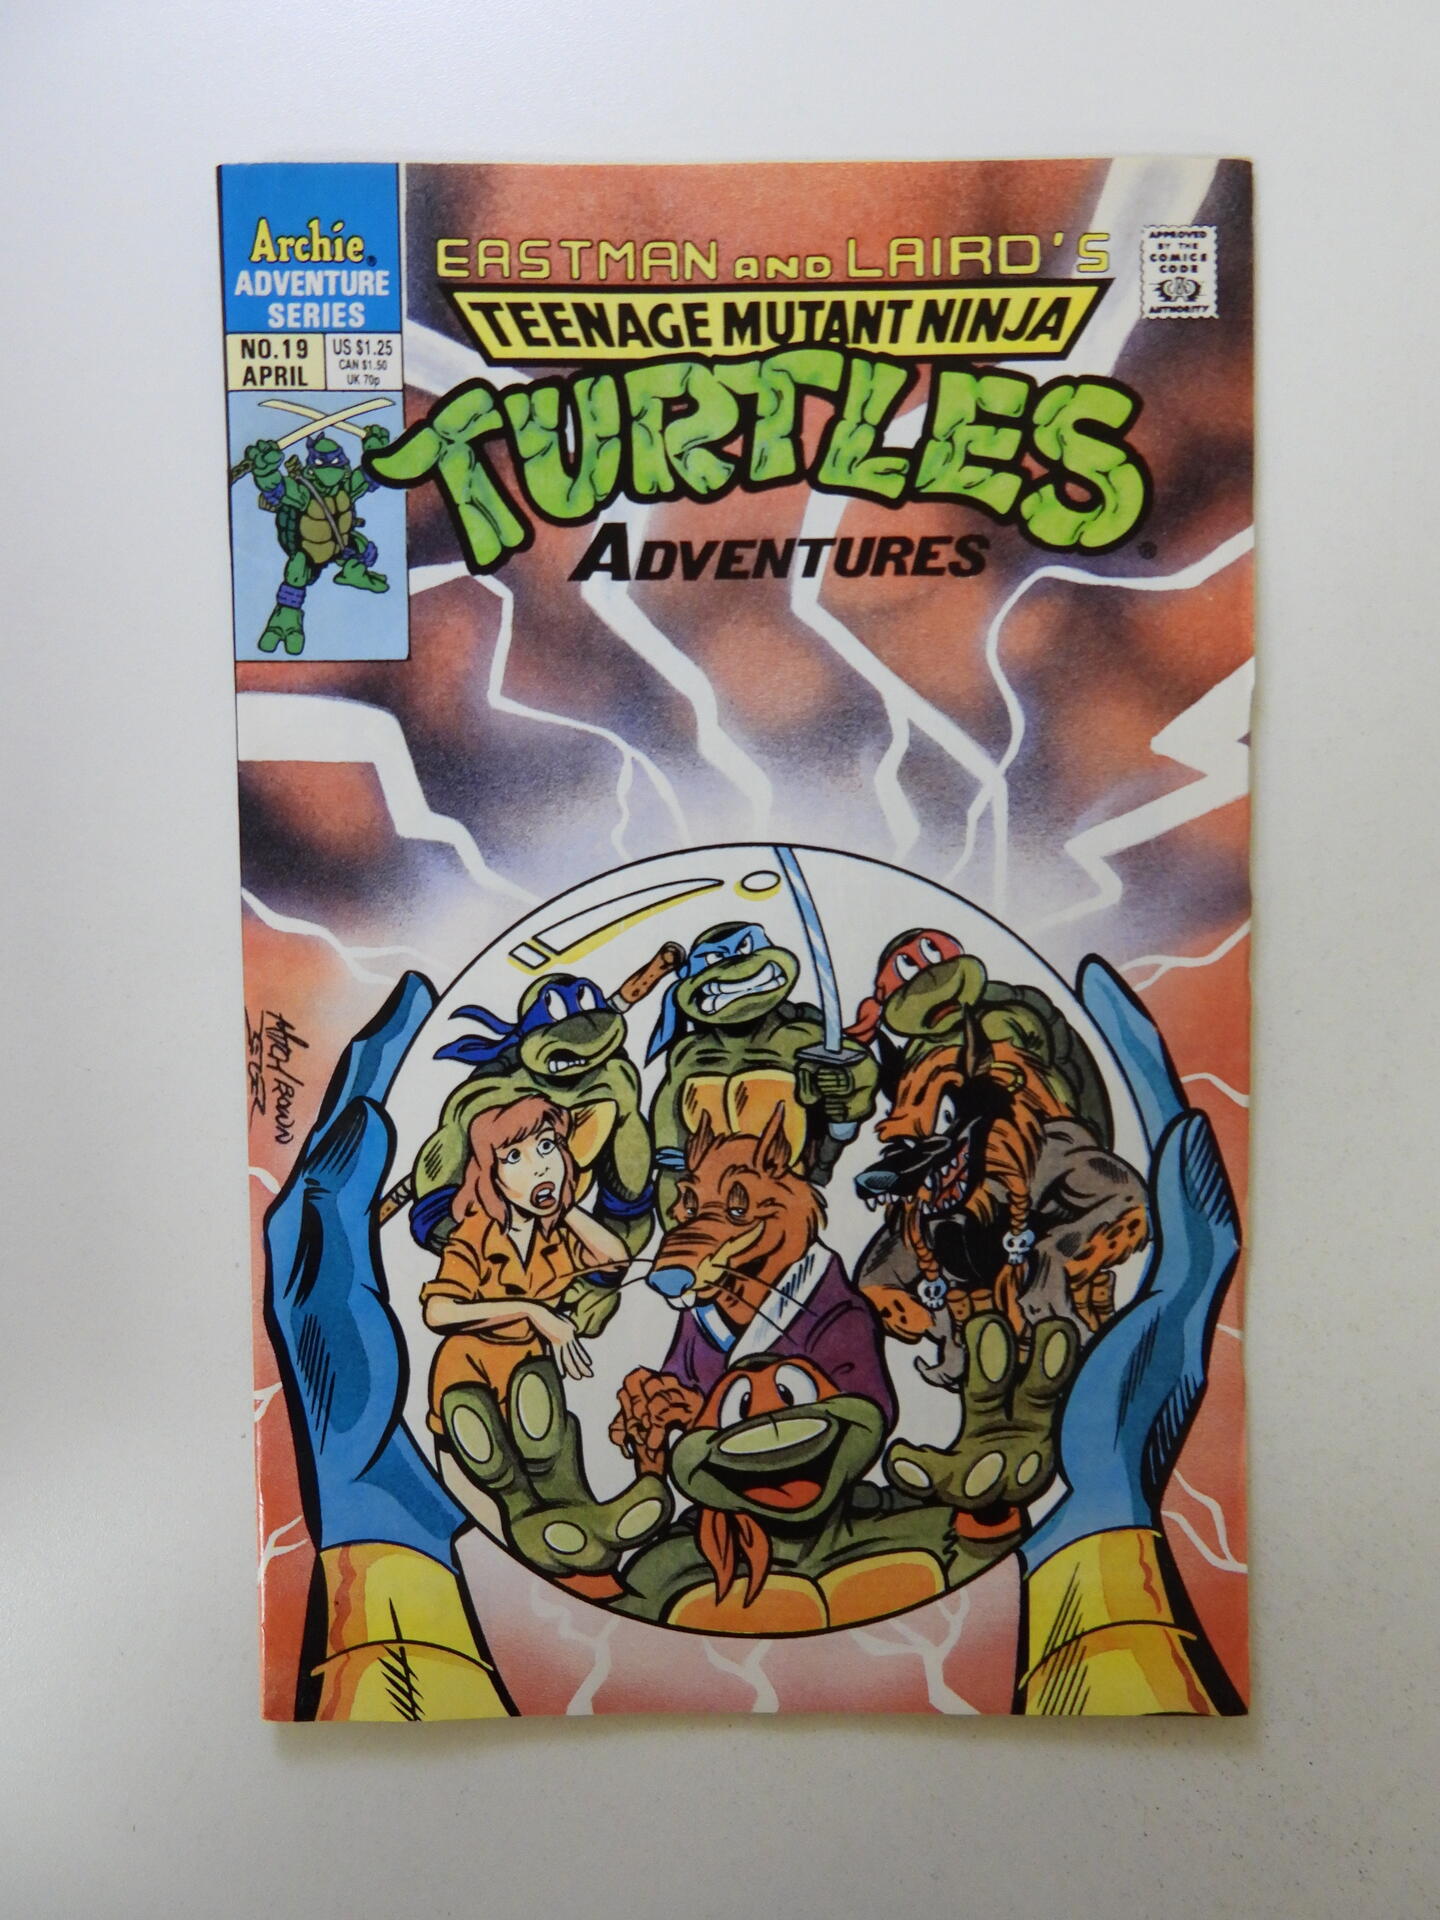 Archie®
ADVENTURE
SERIES
NO.19
APRIL
US $1.25
CAN $1.50
UK 70p
EASTMAN AND LAIRD'S
TEENAGE MUTANT NINJA
TURTLES®
ADVENTURES
APPROVED
BY THE
COMICS
CODE
AUTHORITY